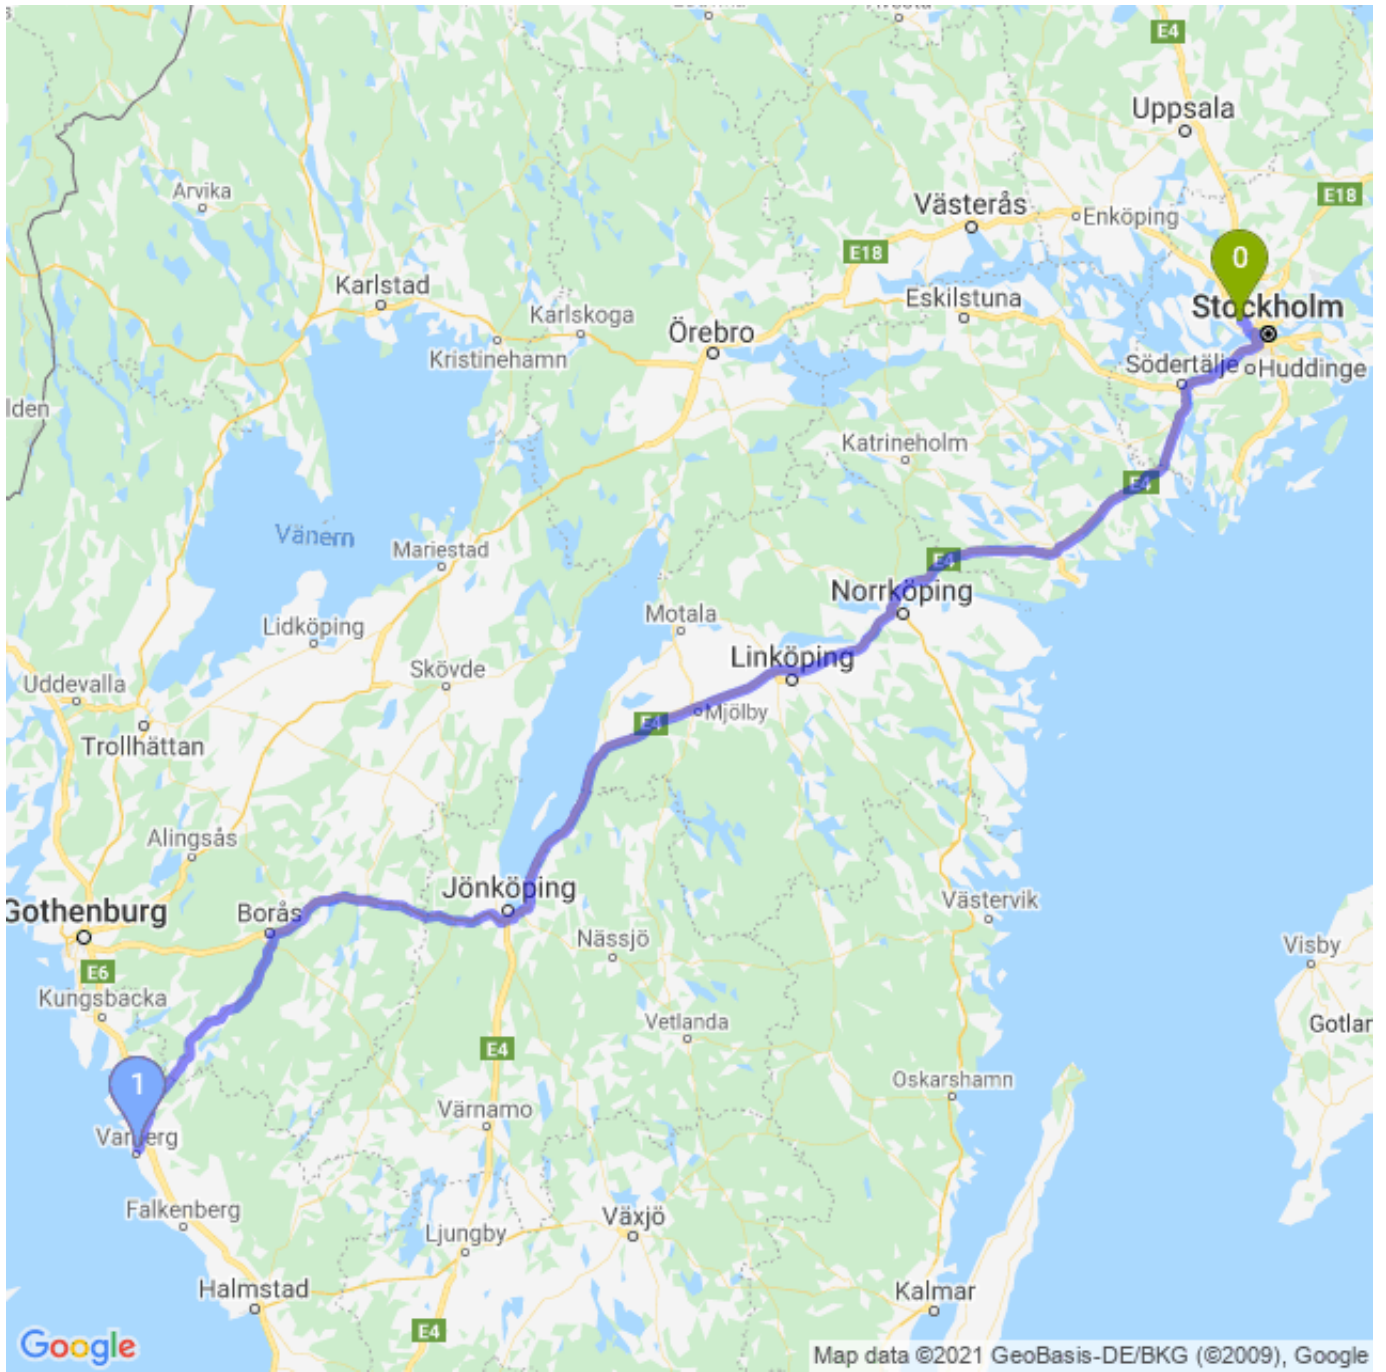 E4
Uppsala
Arvika
E18
Västerås
Enköping
E18
0
Karlstad
Eskilstuna
Stockholm
Karlskoga
Örebro
Kristinehamn
Södertälje
Huddinge
lden
Katrineholm
E4
Vänern
Mariestad
E4
Norrköping
Motala
Lidköping
Linköping
Skövde
Uddevalla
Mjölby
E4
Trollhättan
Alingsås
Jönköping
Västervik
Gothenburg
Borås
Nässjö
Visby
E6
Kungsbacka
Vetlanda
Gotlan
E4
1
Oskarshamn
Värnamo
Varberg
Falkenberg
Växjö
Ljungby
Halmstad
Kalmar
E4
Google
Map data ©2021 GeoBasis-DE/BKG (©2009), Google